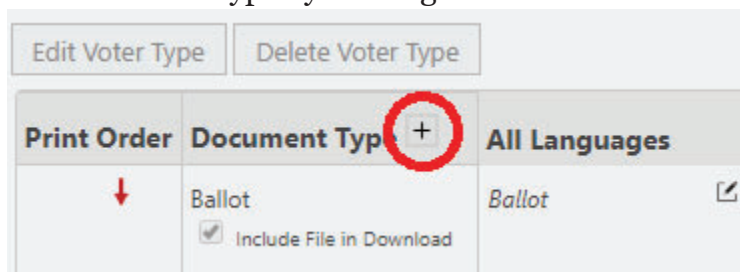 Edit Voter Type Delete Voter Type
Print Order Document Type + All Languages
Ballot Ballot
Include File in Download